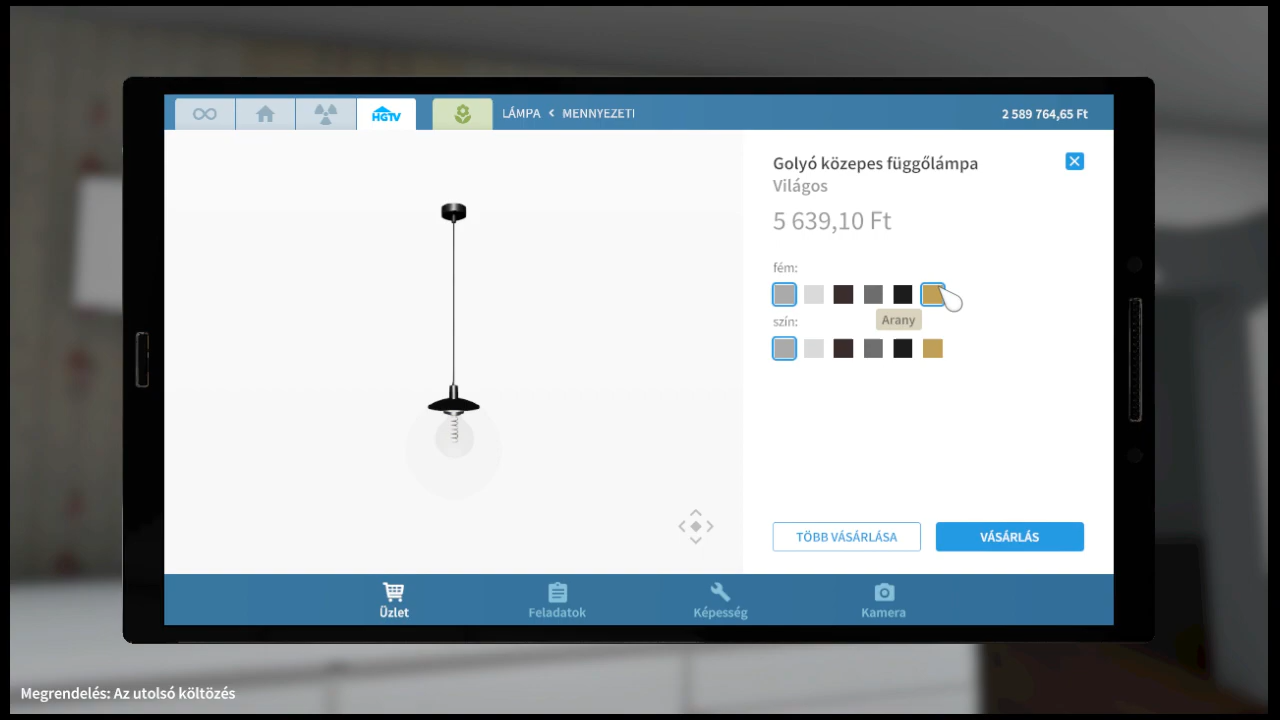 HGTV
LÁMPA < MENNYEZETI
2 589 764,65 Ft
Golyó közepes függőlámpa
Világos
5 639,10 Ft
fém:
Arany
szín:
TÖBB VÁSÁRLÁSA
VÁSÁRLÁS
Üzlet
Feladatok
Képesség
Kamera
Megrendelés: Az utolsó költözés